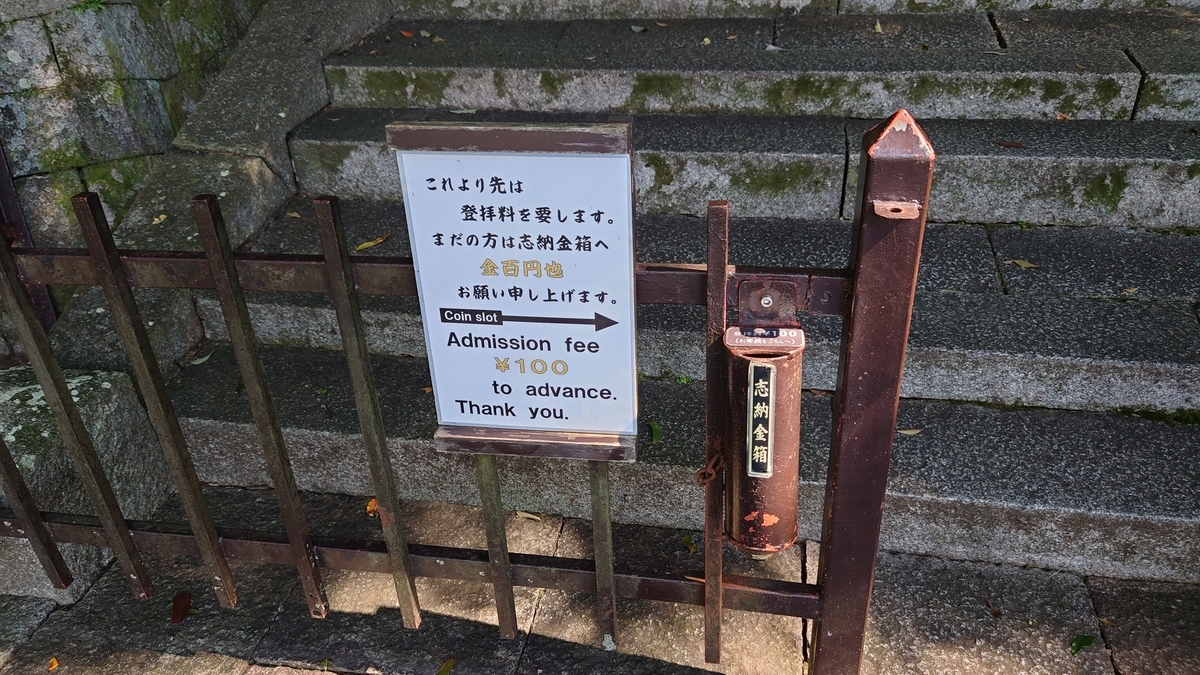 これより先は
登拝料を要します。
まだの方は志納金箱へ
金百円也
お願い申し上げます。
Coin slot
Admission fee
¥100
to advance.
Thank you.
¥100
志納金箱